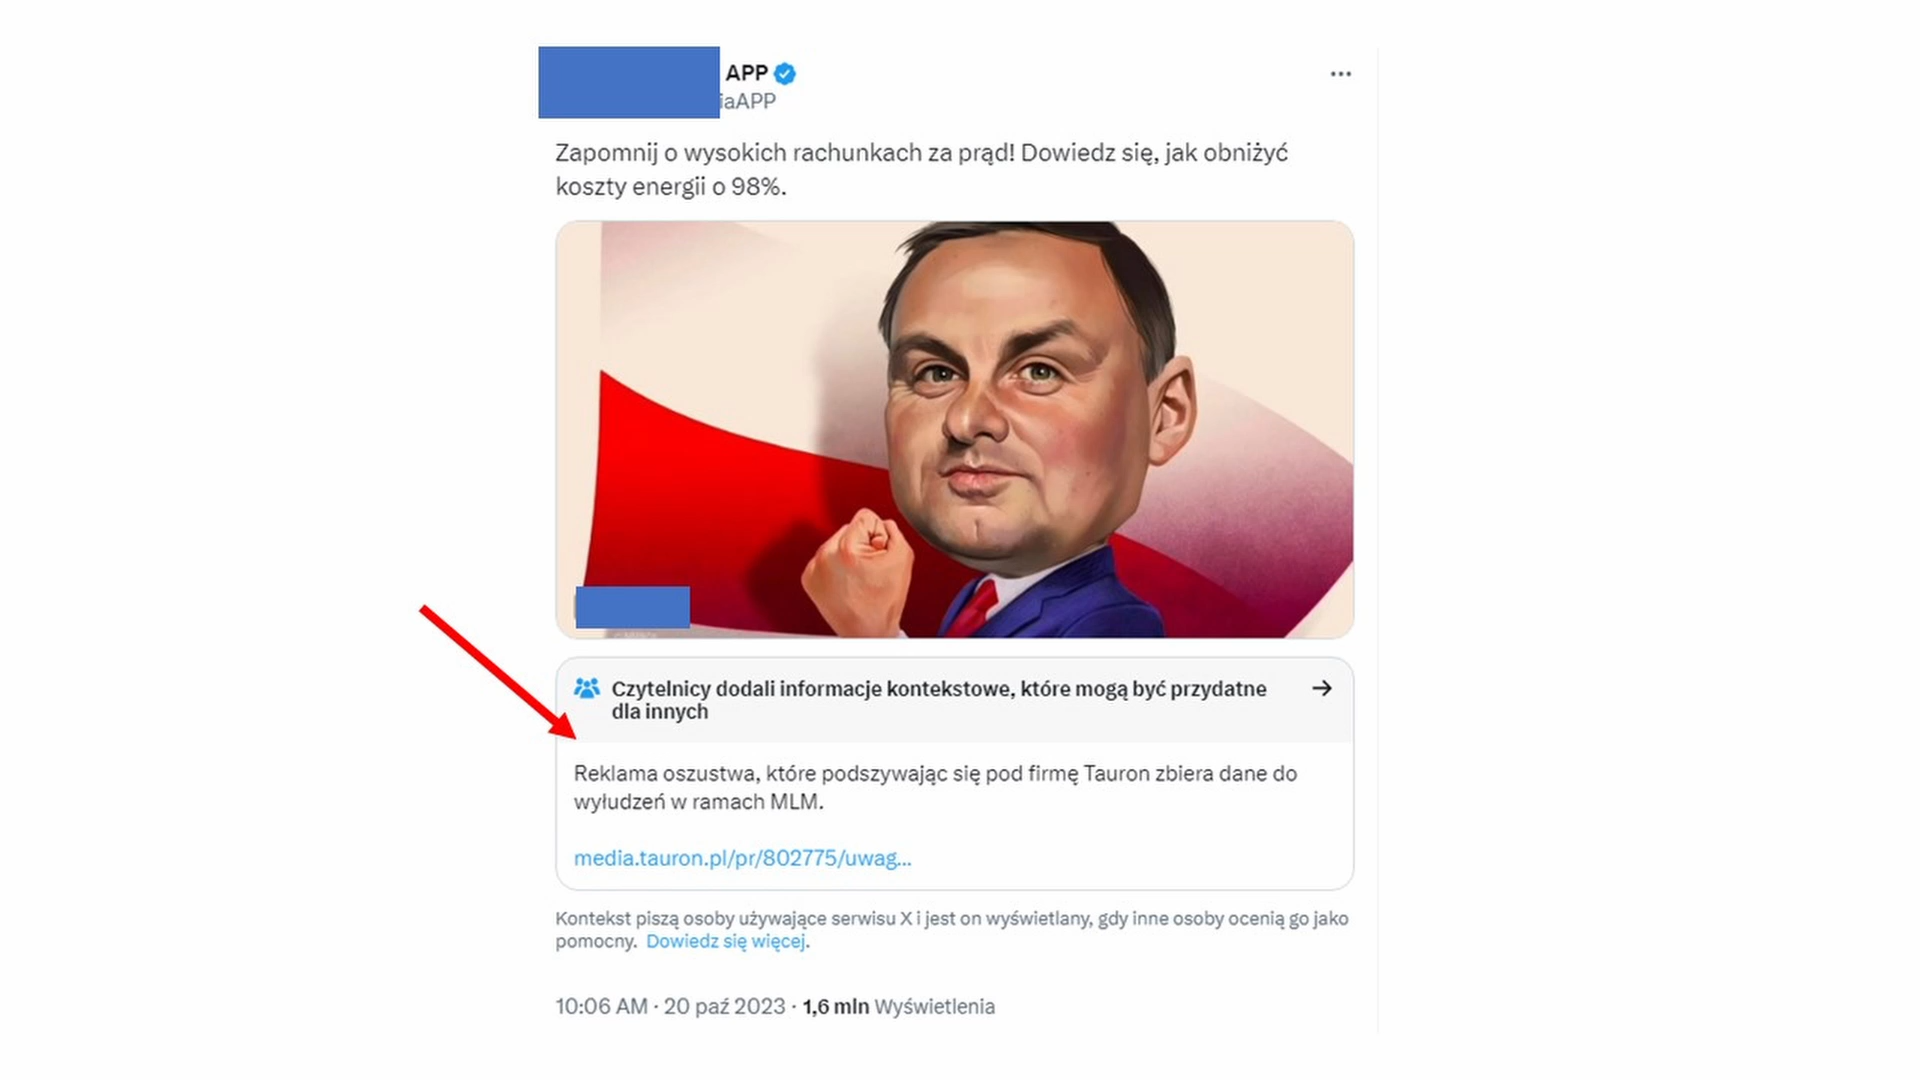 APP
iaAPP
Zapomnij o wysokich rachunkach za prąd! Dowiedz się, jak obniżyć
koszty energii o 98%.
Czytelnicy dodali informacje kontekstowe, które mogą być przydatne
dla innych
Reklama oszustwa, które podszywając się pod firmę Tauron zbiera dane do
wyłudzeń w ramach MLM.
media.tauron.pl/pr/802775/uwag...
Kontekst piszą osoby używające serwisu X i jest on wyświetlany, gdy inne osoby ocenią go jako
pomocny. Dowiedz się więcej.
10:06 AM · 20 paź 2023 · 1,6 mln Wyświetlenia